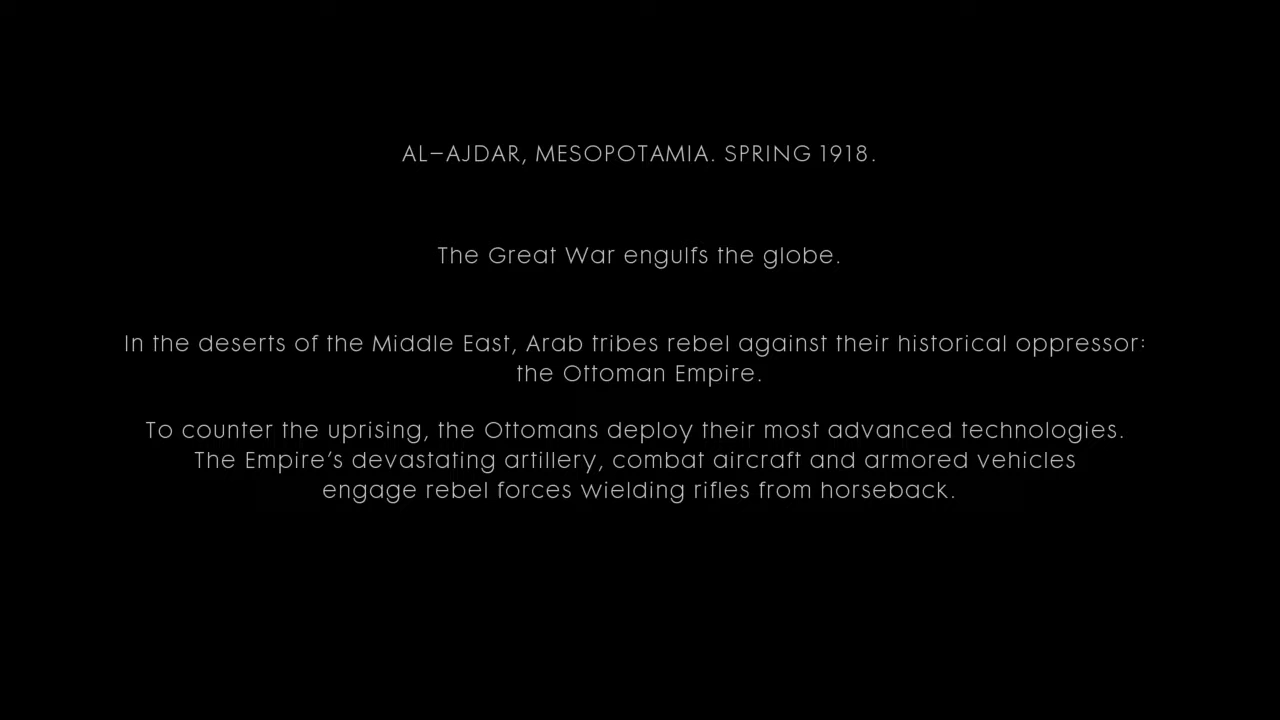 AL–AJDAR, MESOPOTAMIA. SPRING 1918.
The Great War engulfs the globe.
In the deserts of the Middle East, Arab tribes rebel against their historical oppressor:
the Ottoman Empire.
To counter the uprising, the Ottomans deploy their most advanced technologies.
The Empire’s devastating artillery, combat aircraft and armored vehicles
engage rebel forces wielding rifles from horseback.